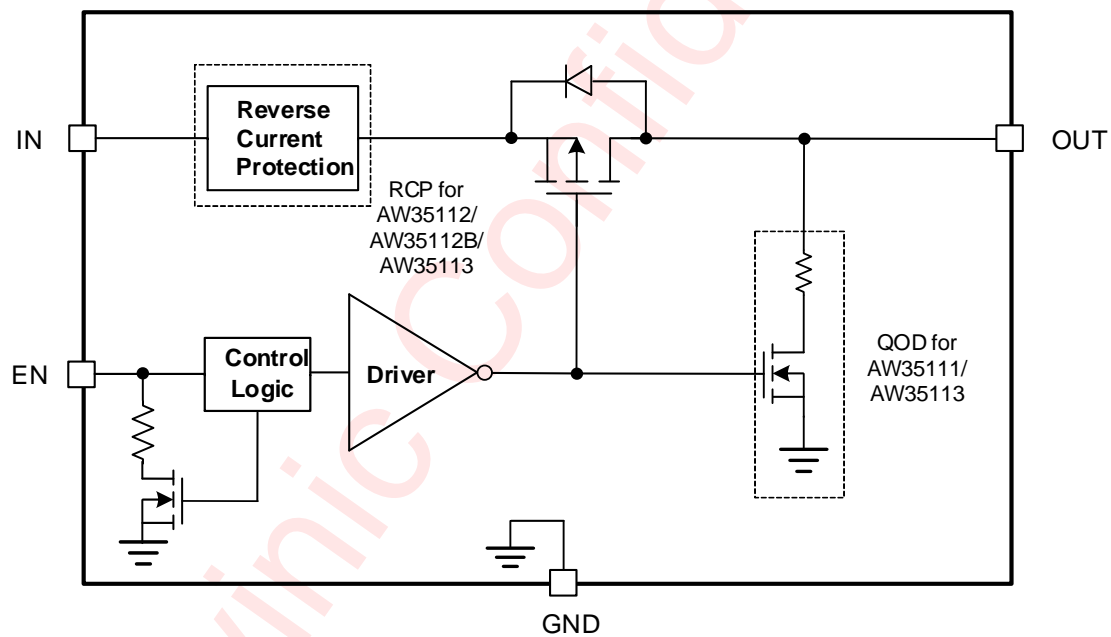 Reverse
Current
Protection
IN
OUT
RCP for
AW35112/
AW35112B/
AW35113
EN
Control
Logic
Driver
QOD for
AW35111/
AW35113
GND